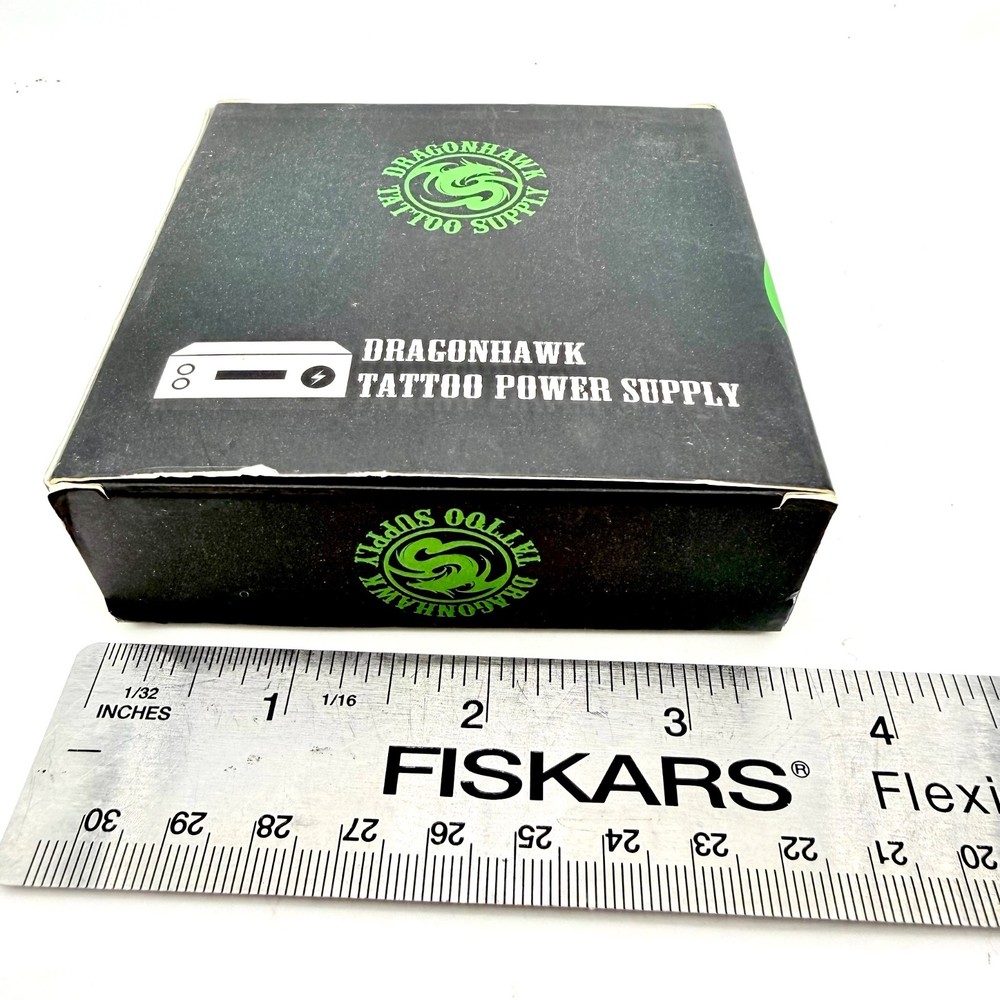 DRAGONHAWK
TATTOO SUPPLY
DRAGONHAWK
TATTOO POWER SUPPLY
DRAGONHAWK
TATTOO SUPPLY
1/32
INCHES
1
1/16
2
3
4
FISKARS®
Flexi
30 29 28 27 26 25 24 23 22 21 20